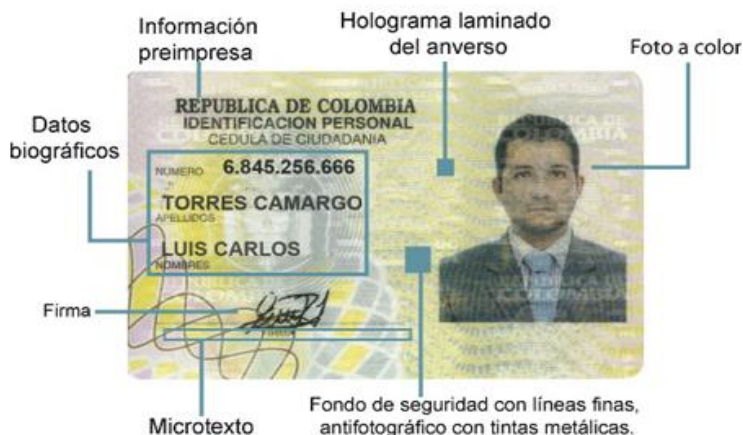 Información
preimpresa
Holograma laminado
del anverso
Foto a color
Datos
biográficos
REPUBLICA DE COLOMBIA
IDENTIFICACION PERSONAL
CEDULA DE CIUDADANIA
NUMERO 6.845.256.666
TORRES CAMARGO
APELLIDOS
LUIS CARLOS
NOMBRES
Firma
FIRMA
Microtexto
Fondo de seguridad con líneas finas,
antifotográfico con tintas metálicas.